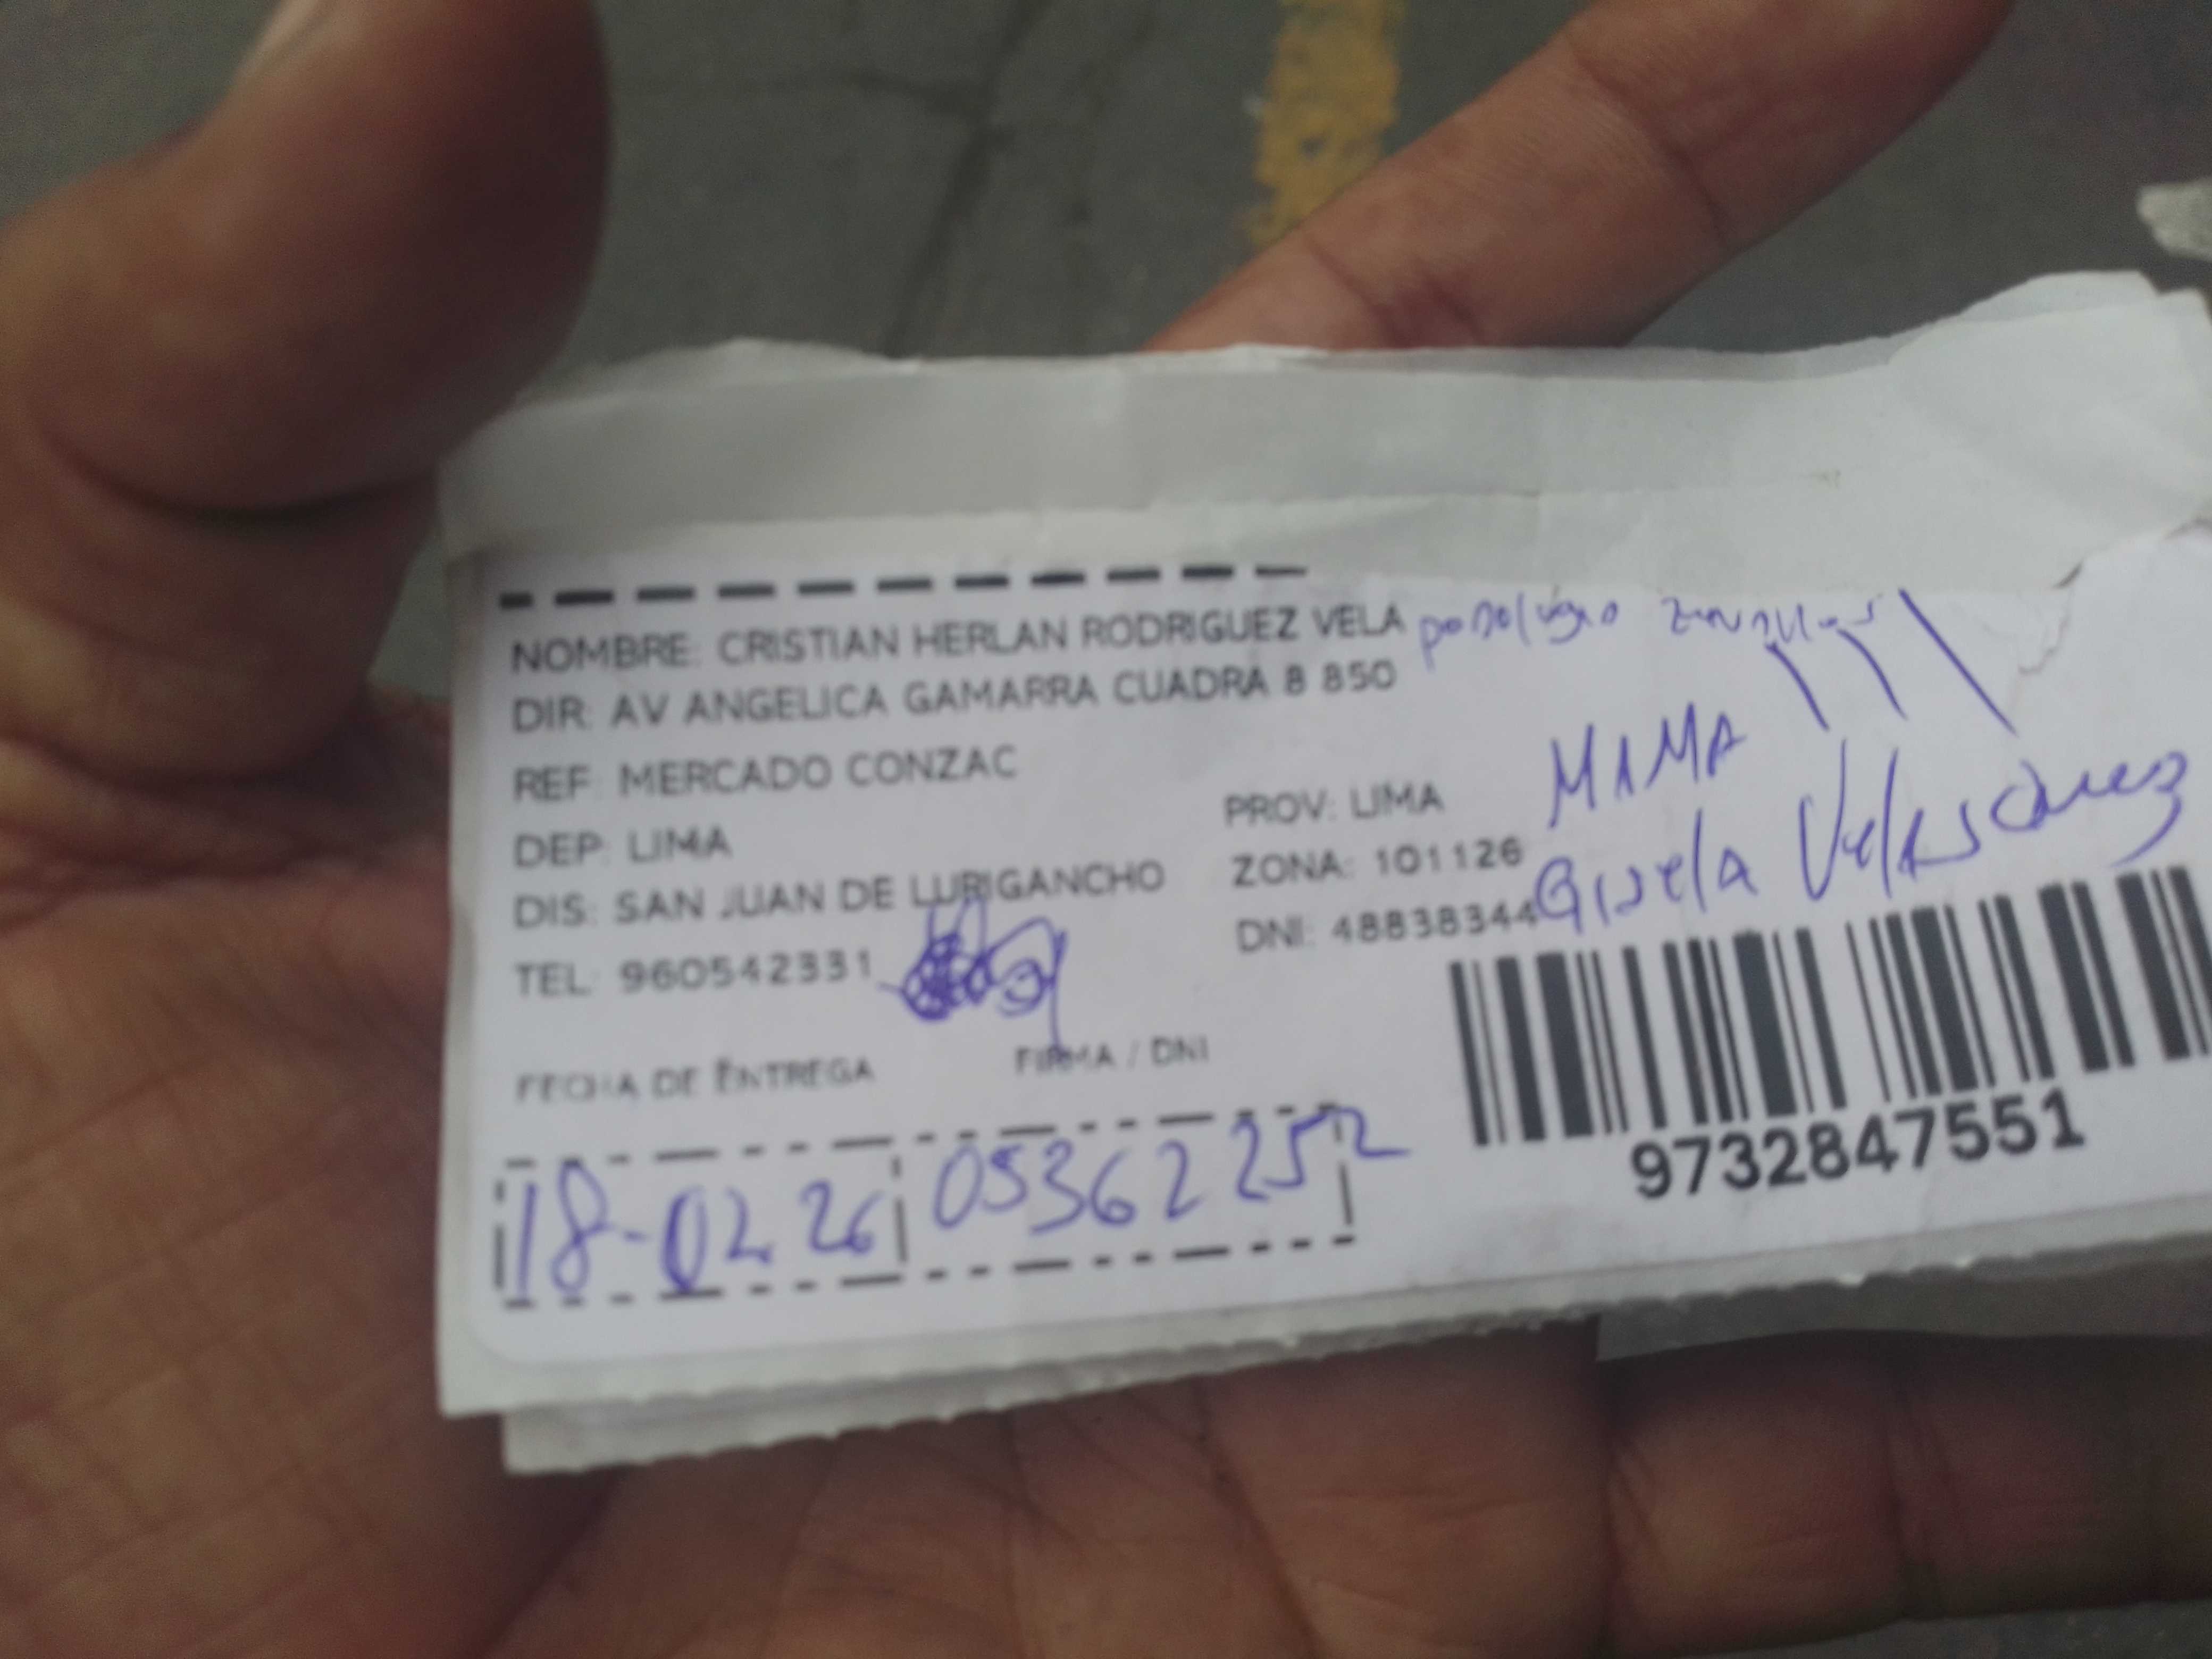 NOMBRE: CRISTIAN HERLAN RODRIGUEZ VELA
DIR: AV ANGELICA GAMARRA CUADRA 8 850
REF: MERCADO CONZAC
DEP: LIMA PROV: LIMA
DIS: SAN JUAN DE LURIGANCHO ZONA: 101126
TEL: 960542331 DNI: 48838344
MAMA
Gisela Velascquez
FECHA DE ENTREGA FIRMA / DNI
18-02 26 05362252
9732847551